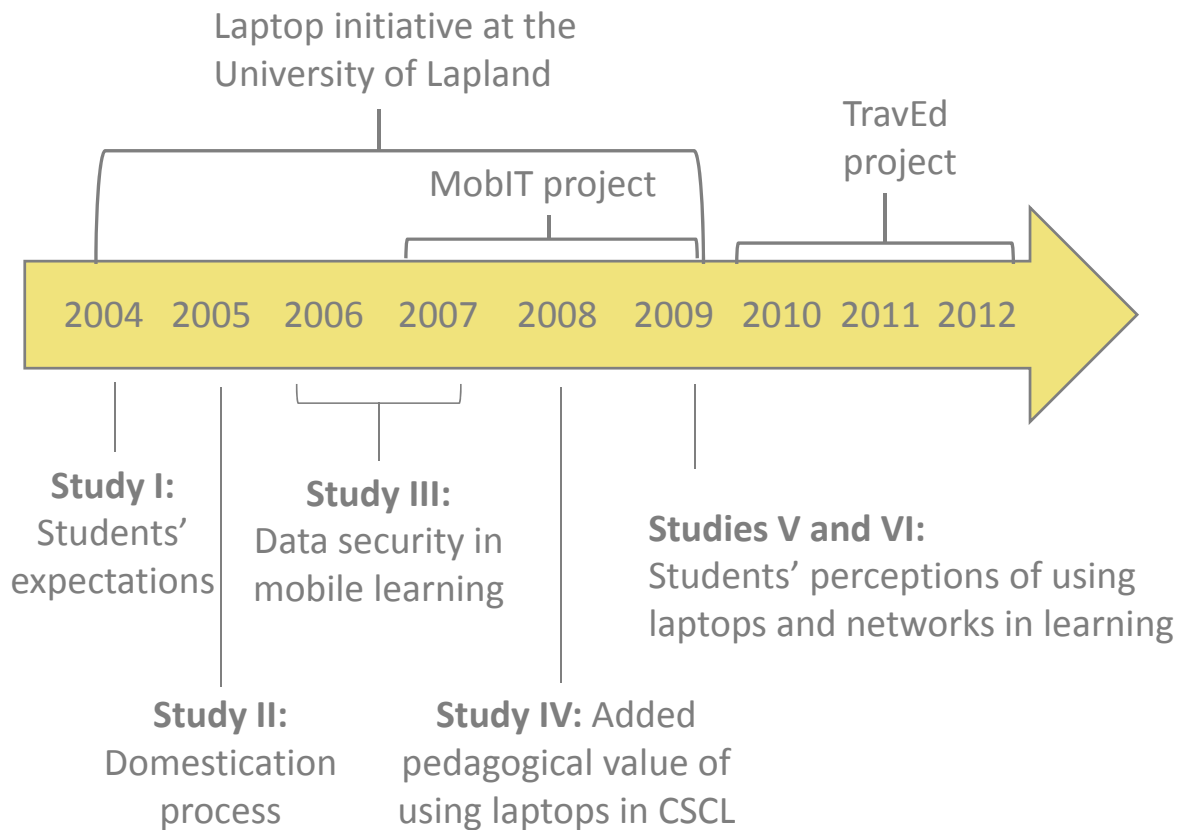 Laptop initiative at the
University of Lapland
TravEd
project
MobIT project
2004 2005 2006 2007 2008 2009 2010 2011 2012
Study I:
Students’
expectations
Study III:
Data security in
mobile learning
Studies V and VI:
Students’ perceptions of using
laptops and networks in learning
Study II:
Domestication
process
Study IV: Added
pedagogical value of
using laptops in CSCL